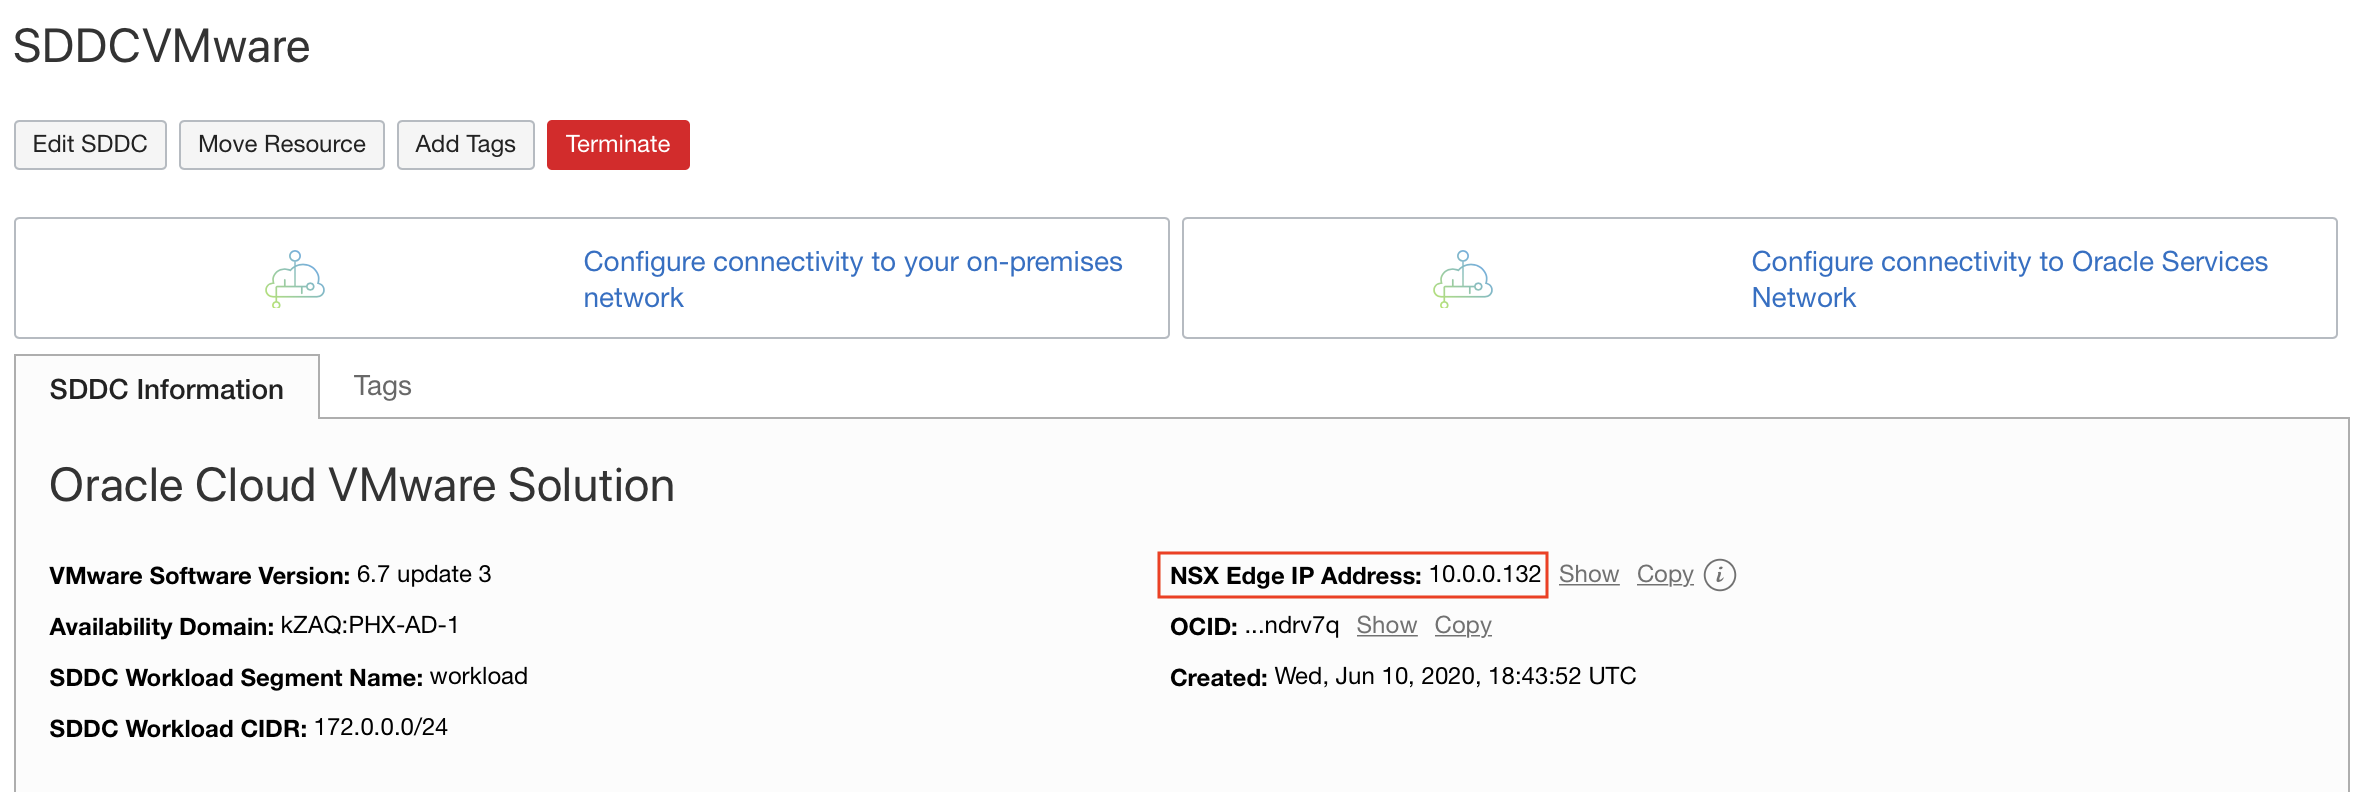 SDDCVMware
Edit SDDC Move Resource Add Tags Terminate
Configure connectivity to your on-premises
network
Configure connectivity to Oracle Services
Network
SDDC Information Tags
Oracle Cloud VMware Solution
VMware Software Version: 6.7 update 3
Availability Domain: kZAQ:PHX-AD-1
SDDC Workload Segment Name: workload
SDDC Workload CIDR: 172.0.0.0/24
NSX Edge IP Address: 10.0.0.132 Show Copy i
OCID: ...ndrv7q Show Copy
Created: Wed, Jun 10, 2020, 18:43:52 UTC